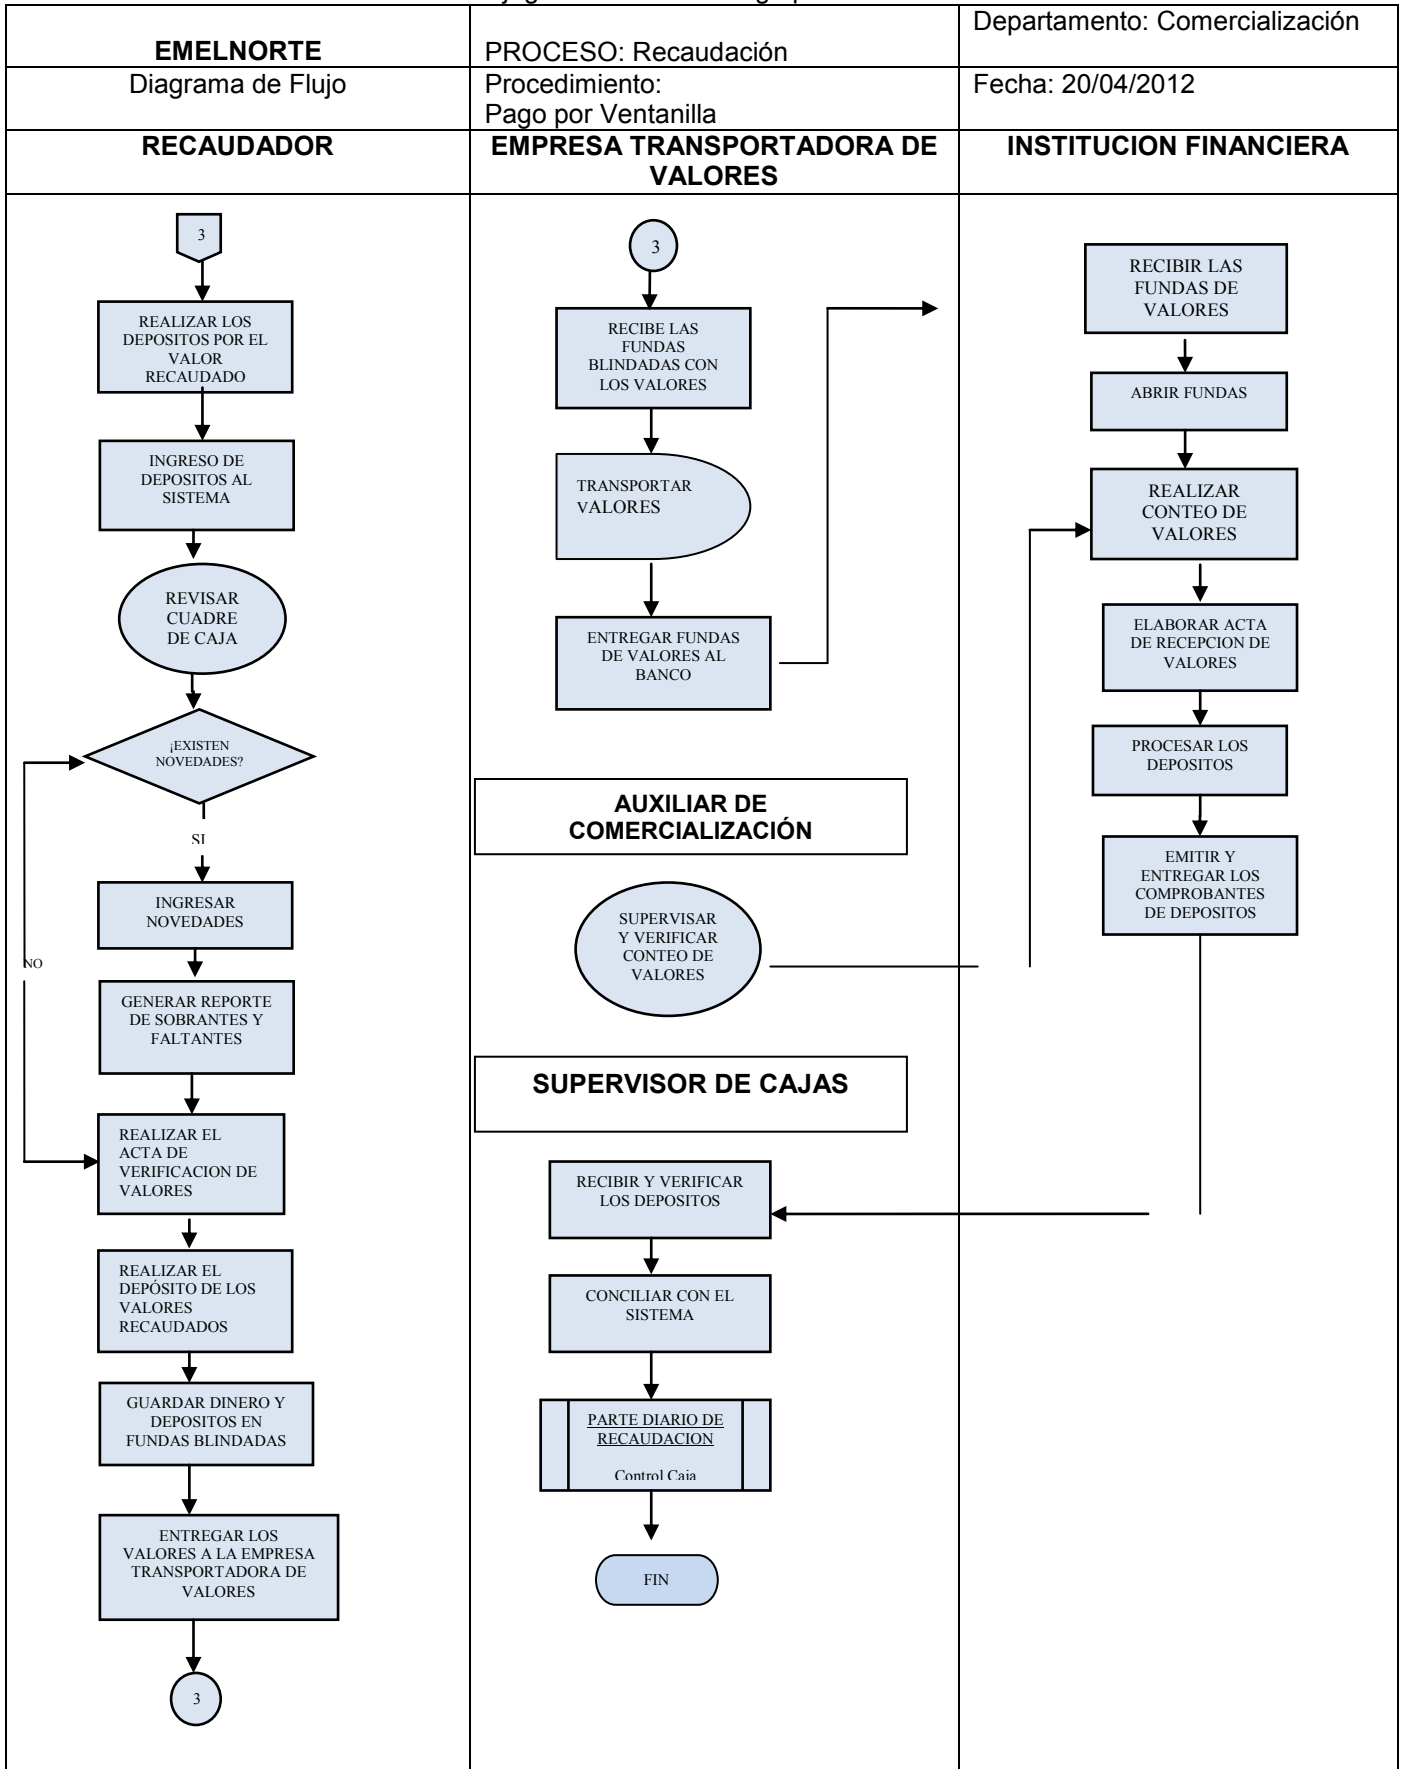 EMELNORTE
PROCESO: Recaudación
Departamento: Comercialización
Diagrama de Flujo
Procedimiento:
Pago por Ventanilla
Fecha: 20/04/2012
RECAUDADOR
EMPRESA TRANSPORTADORA DE
VALORES
INSTITUCION FINANCIERA
3
REALIZAR LOS
DEPOSITOS POR EL
VALOR
RECAUDADO
INGRESO DE
DEPOSITOS AL
SISTEMA
REVISAR
CUADRE
DE CAJA
¡EXISTEN
NOVEDADES?
SI
INGRESAR
NOVEDADES
NO
GENERAR REPORTE
DE SOBRANTES Y
FALTANTES
REALIZAR EL
ACTA DE
VERIFICACION DE
VALORES
REALIZAR EL
DEPÓSITO DE LOS
VALORES
RECAUDADOS
GUARDAR DINERO Y
DEPOSITOS EN
FUNDAS BLINDADAS
ENTREGAR LOS
VALORES A LA EMPRESA
TRANSPORTADORA DE
VALORES
3
3
RECIBE LAS
FUNDAS
BLINDADAS CON
LOS VALORES
TRANSPORTAR
VALORES
ENTREGAR FUNDAS
DE VALORES AL
BANCO
AUXILIAR DE
COMERCIALIZACIÓN
SUPERVISAR
Y VERIFICAR
CONTEO DE
VALORES
SUPERVISOR DE CAJAS
RECIBIR Y VERIFICAR
LOS DEPOSITOS
CONCILIAR CON EL
SISTEMA
PARTE DIARIO DE
RECAUDACION
Control Caja
FIN
RECIBIR LAS
FUNDAS DE
VALORES
ABRIR FUNDAS
REALIZAR
CONTEO DE
VALORES
ELABORAR ACTA
DE RECEPCION DE
VALORES
PROCESAR LOS
DEPOSITOS
EMITIR Y
ENTREGAR LOS
COMPROBANTES
DE DEPOSITOS